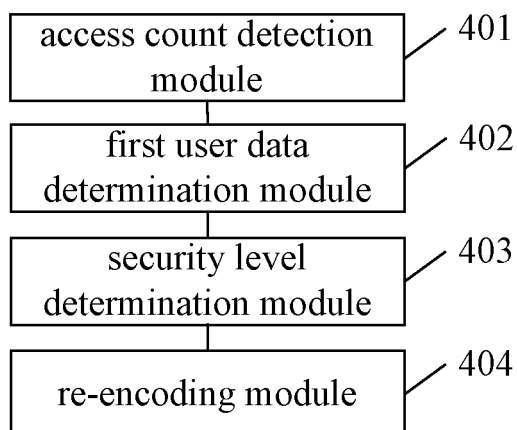 access count detection
module
401
first user data
determination module
402
security level
determination module
403
re-encoding module
404